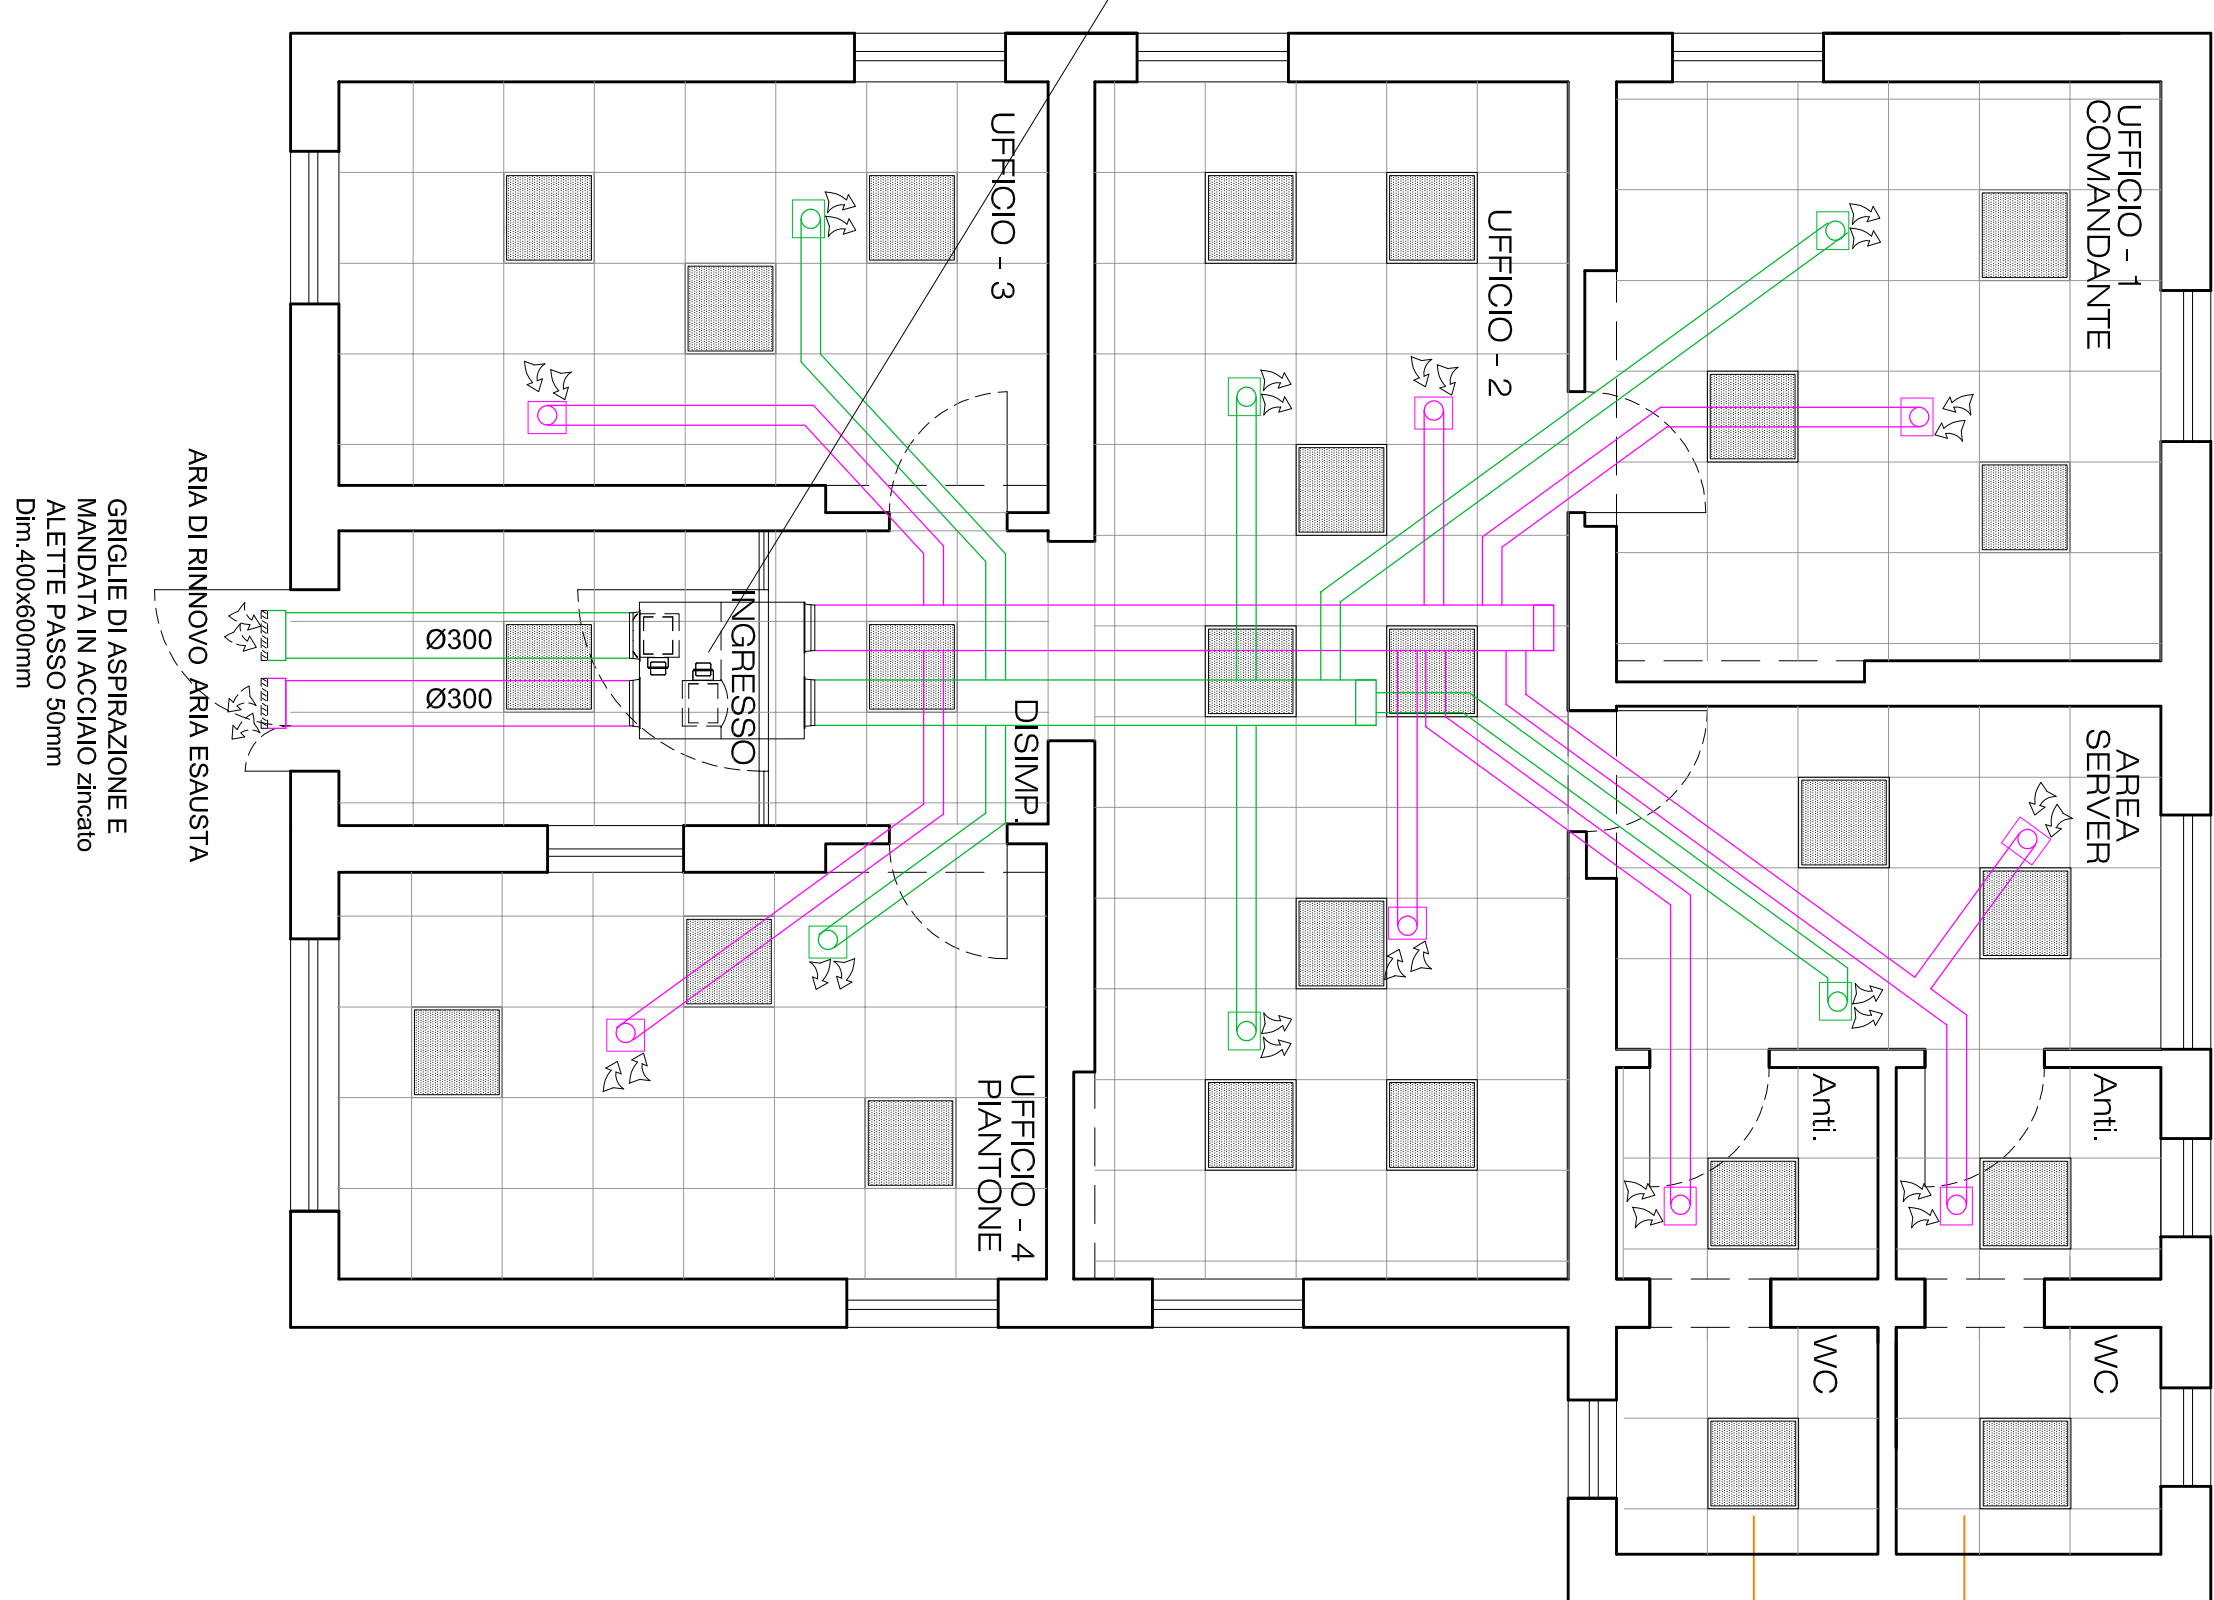 UFFICIO - 1
COMANDANTE
UFFICIO - 2
UFFICIO - 3
AREA
SERVER
INGRESSO
DISIMP.
Ø300
Ø300
UFFICIO - 4
PIANTONE
Anti.
Anti.
WC
WC
ARIA DI RINNOVO
ARIA ESAUSTA
GRIGLIE DI ASPIRAZIONE E
MANDATA IN ACCIAIO zincato
ALETTE PASSO 50mm
Dim.400x600mm